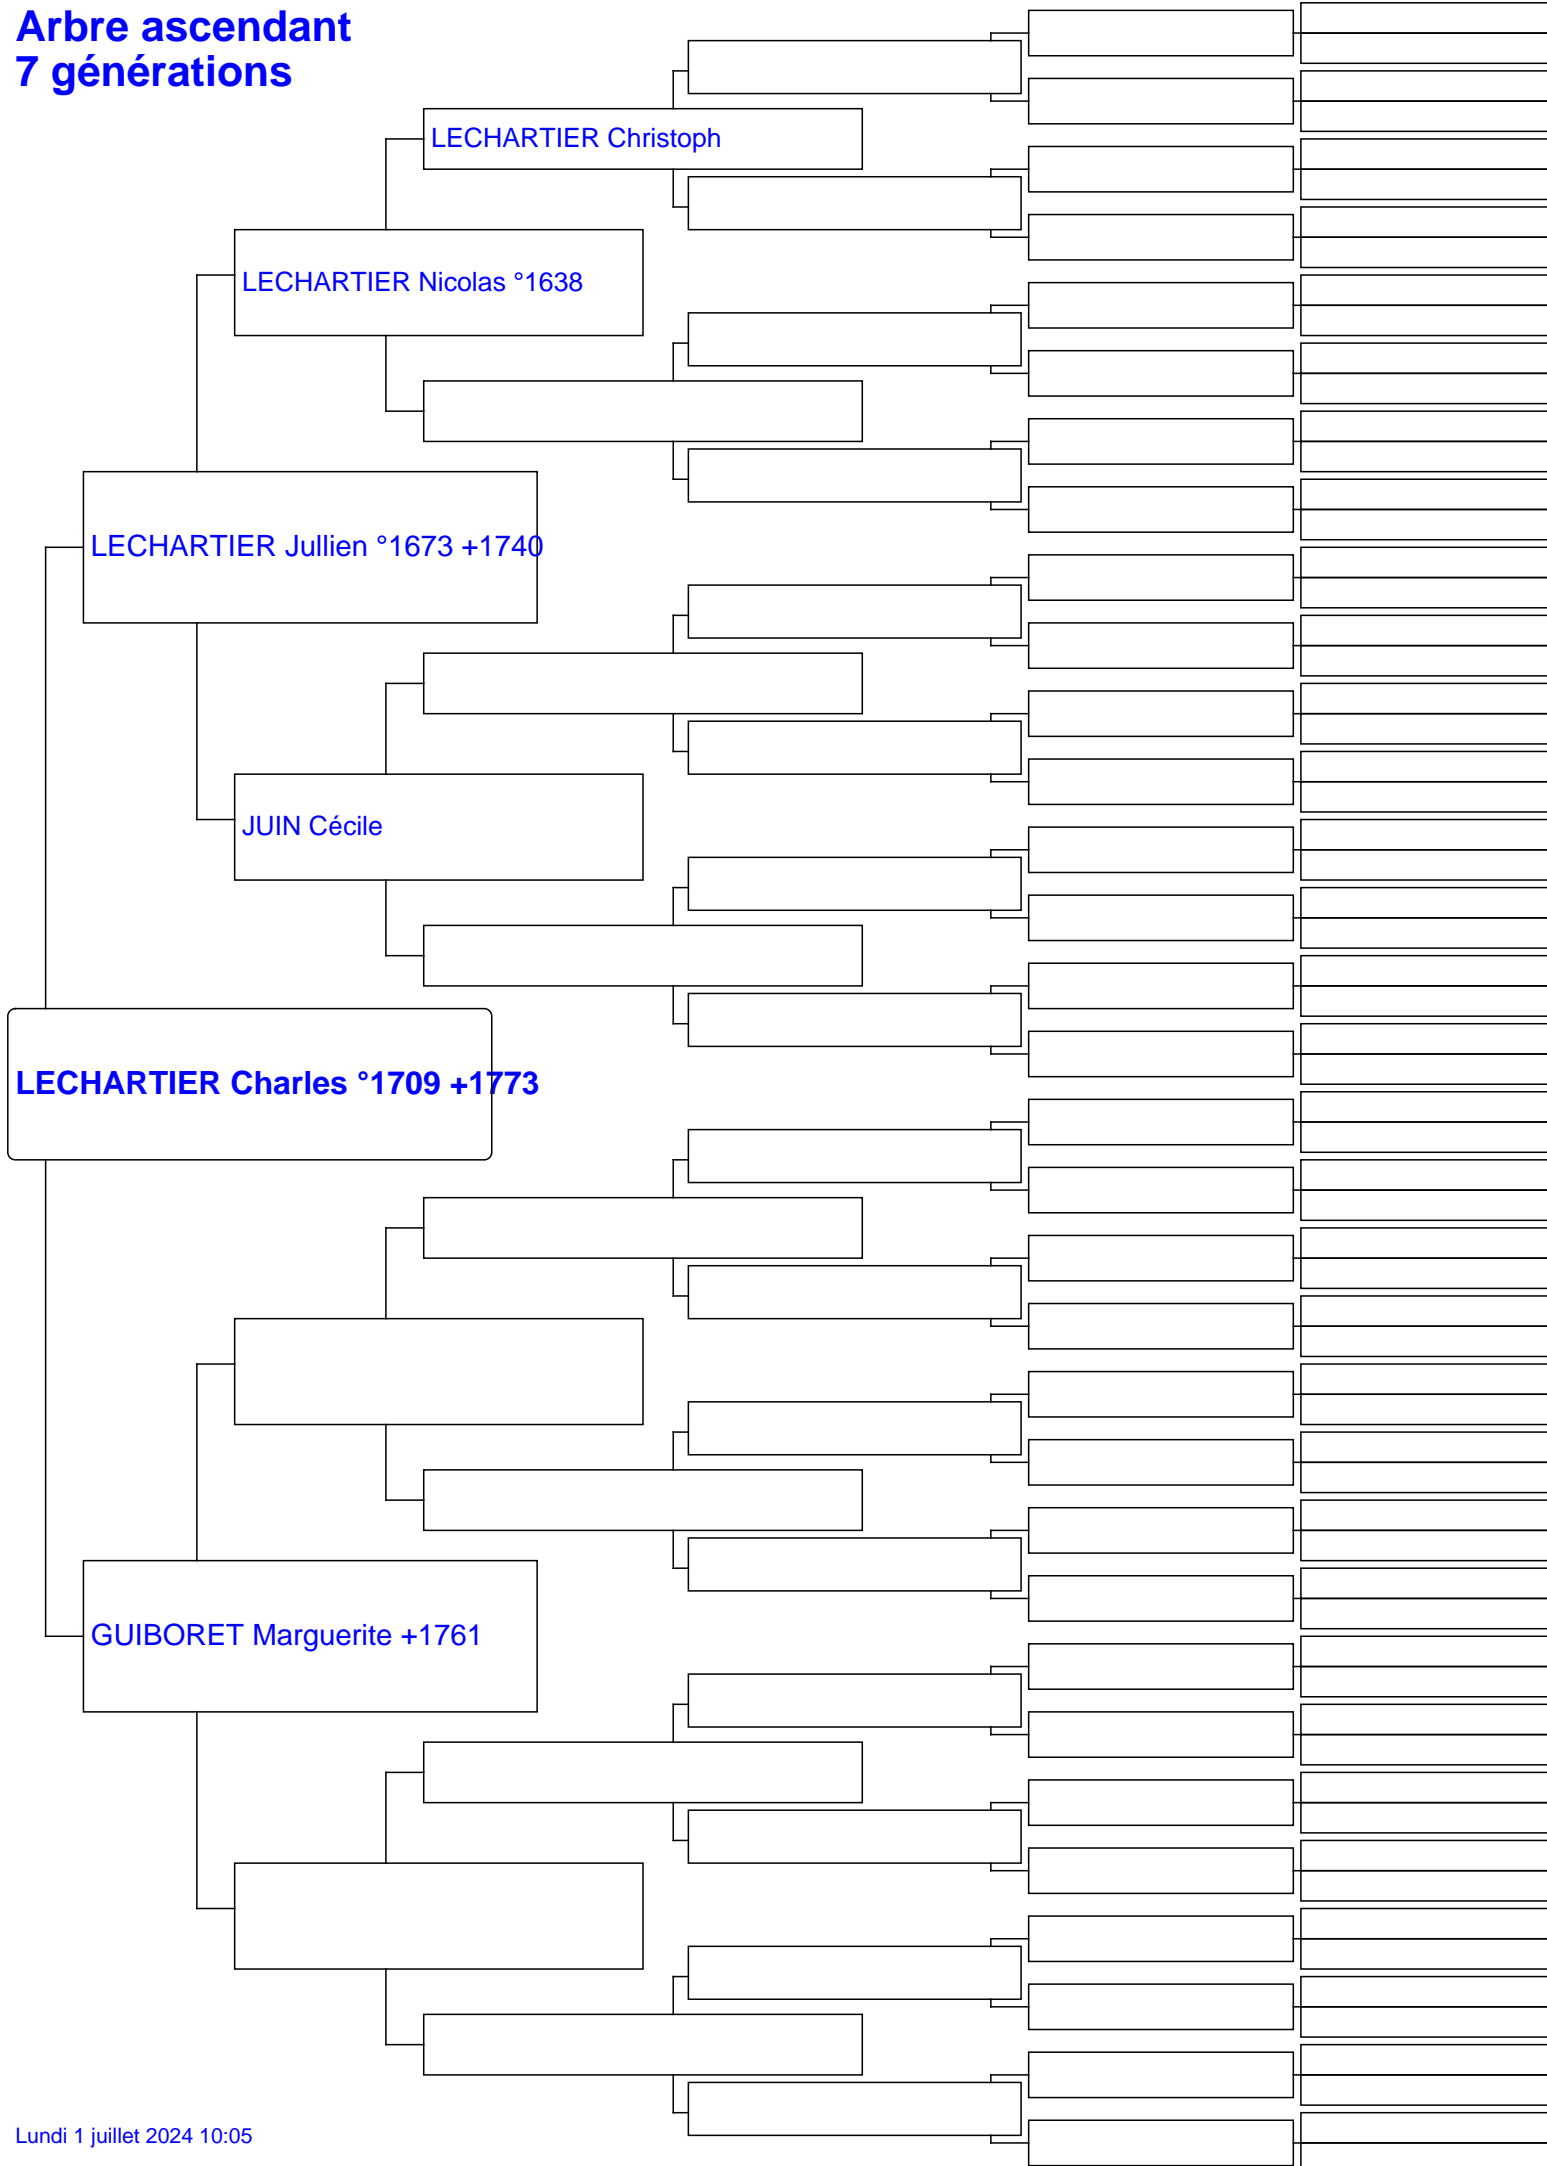 Arbre ascendant
7 générations
LECHARTIER Christoph
LECHARTIER Nicolas °1638
LECHARTIER Jullien °1673 +1740
JUIN Cécile
LECHARTIER Charles °1709 +1773
GUIBORET Marguerite +1761
Lundi 1 juillet 2024 10:05